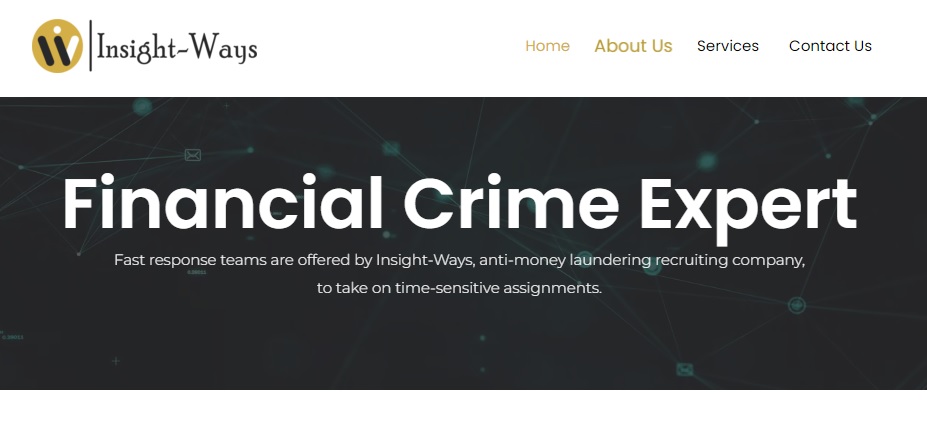 Insight-Ways
Home About Us Services Contact Us
Financial Crime Expert
Fast response teams are offered by Insight-Ways, anti-money laundering recruiting company,
to take on time-sensitive assignments.